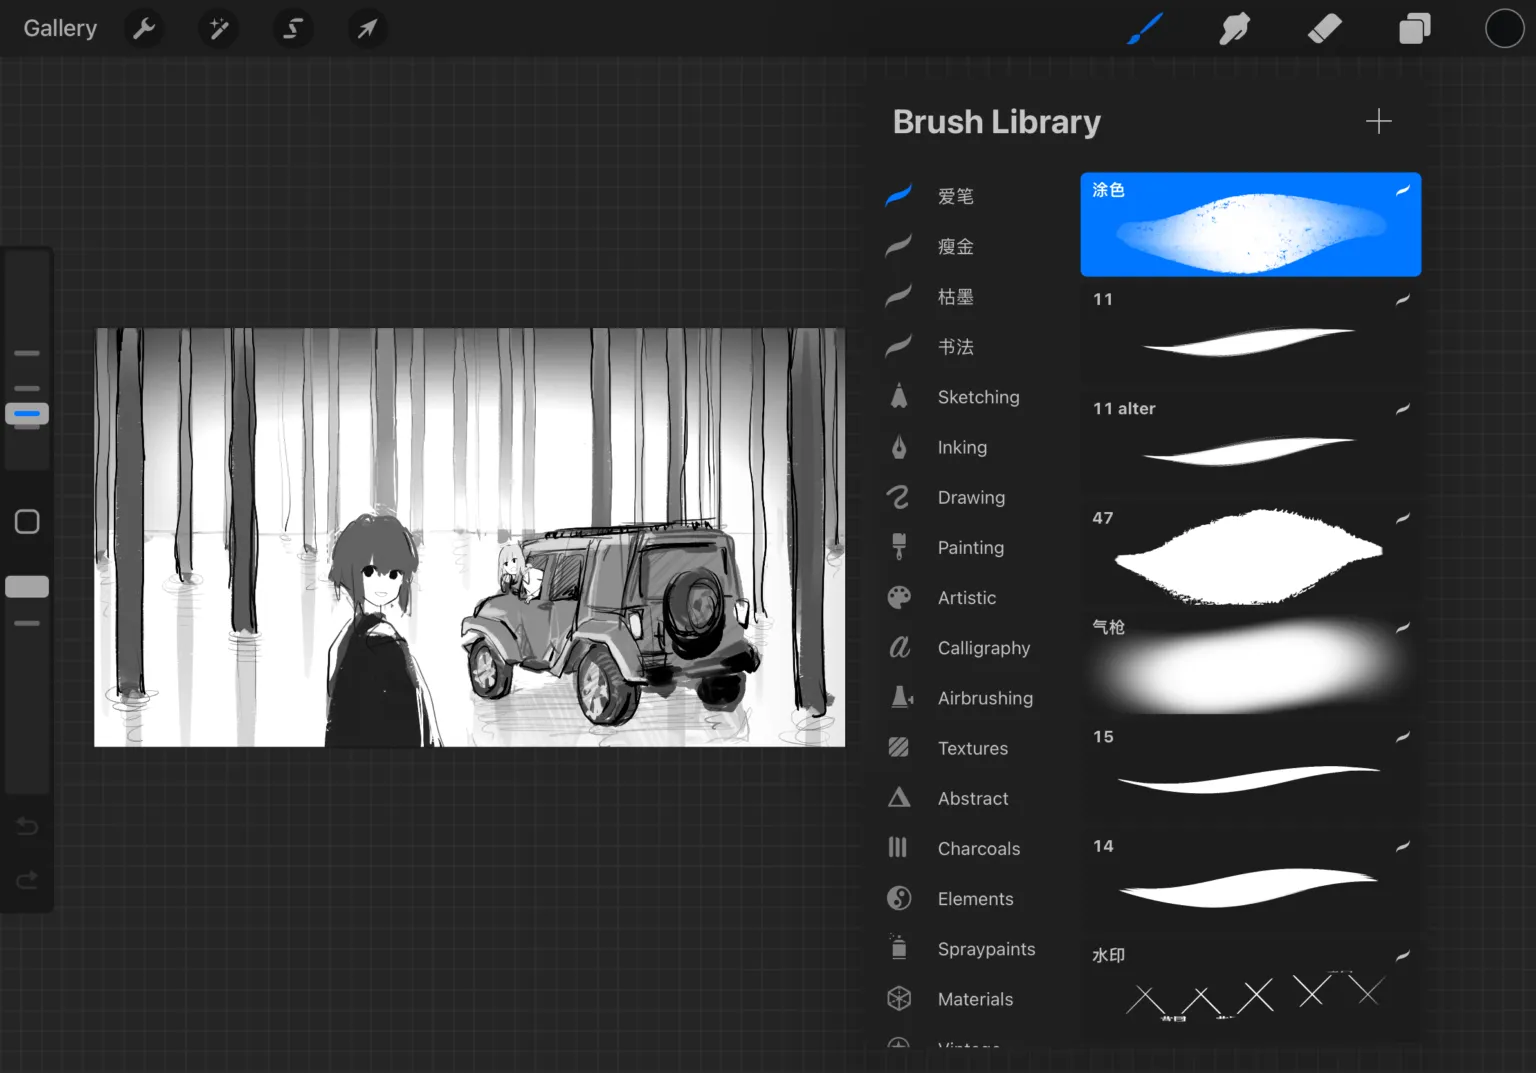 Gallery
Brush Library
爱笔
瘦金
枯墨
书法
Sketching
Inking
Drawing
Painting
Artistic
Calligraphy
Airbrushing
Textures
Abstract
Charcoals
Elements
Spraypaints
Materials
Vintage
涂色
11
11 alter
47
气枪
15
14
水印